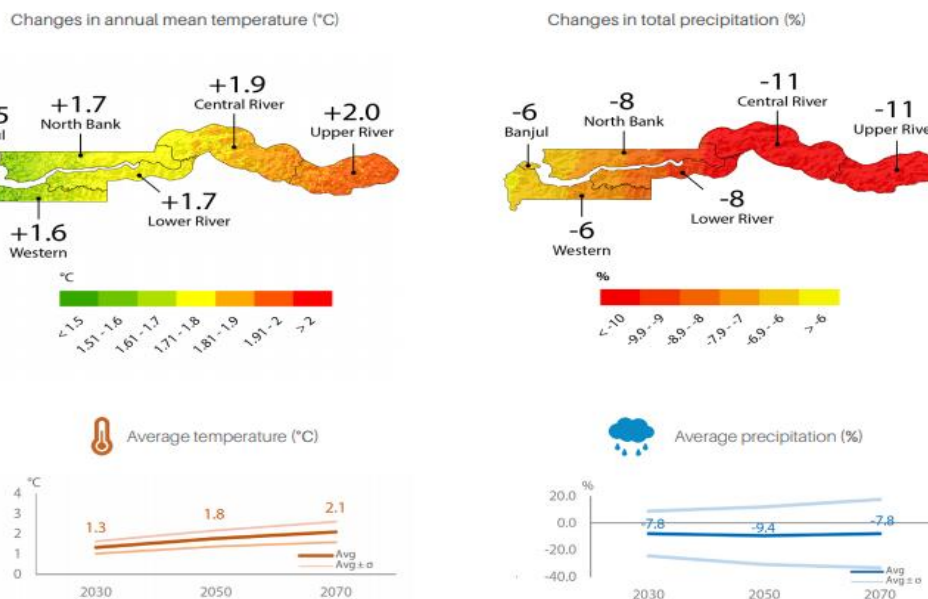 Changes in annual mean temperature (°C)
Changes in total precipitation (%)
+1.7
North Bank
+1.9
Central River
+2.0
Upper River
+1.7
Lower River
+1.6
Western
°C
< 1.5
1.51 - 1.6
1.61 - 1.7
1.71 - 1.8
1.81 - 1.9
1.91 - 2
> 2
-6
Banjul
-8
North Bank
-11
Central River
-11
Upper Rive
-8
Lower River
-6
Western
%
< -10
-9.9 - -9
-8.9 - -8
-7.9 - -7
-6.9 - -6
> -6
Average temperature (°C)
°C
4
3
2
1
0
1.3
1.8
2.1
Avg
Avg ± σ
2030
2050
2070
Average precipitation (%)
%
20.0
0.0
-20.0
-40.0
-7.8
-9.4
-7.8
Avg
Avg ± σ
2030
2050
2070